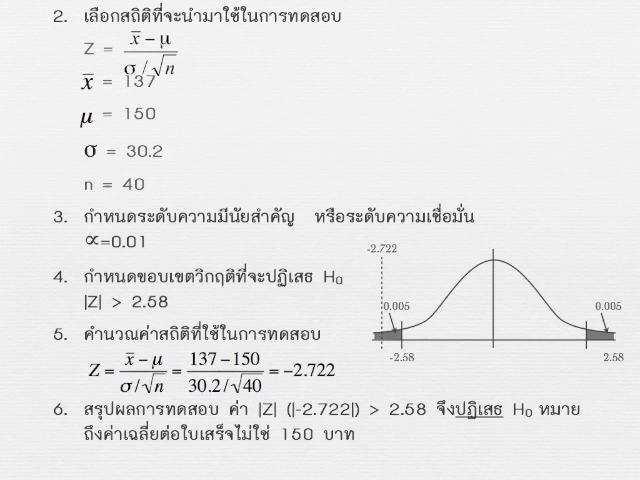 2. เลือกสถิติที่จะนำมาใช้ในการทดสอบ
Z = x̄ − μ / σ/√n
x̄ = 137
μ = 150
σ = 30.2
n = 40
3. กำหนดระดับความมีนัยสำคัญ หรือระดับความเชื่อมั่น
∝=0.01
4. กำหนดขอบเขตวิกฤติที่จะปฏิเสธ H₀
|Z| > 2.58
-2.722
0.005 0.005
-2.58 2.58
5. คำนวณค่าสถิติที่ใช้ในการทดสอบ
Z = x̄ − μ / σ/√n = 137 − 150 / 30.2/√40 = −2.722
6. สรุปผลการทดสอบ ค่า |Z| (|-2.722|) > 2.58 จึงปฏิเสธ H₀ หมาย
ถึงค่าเฉลี่ยต่อใบเสร็จไม่ใช่ 150 บาท